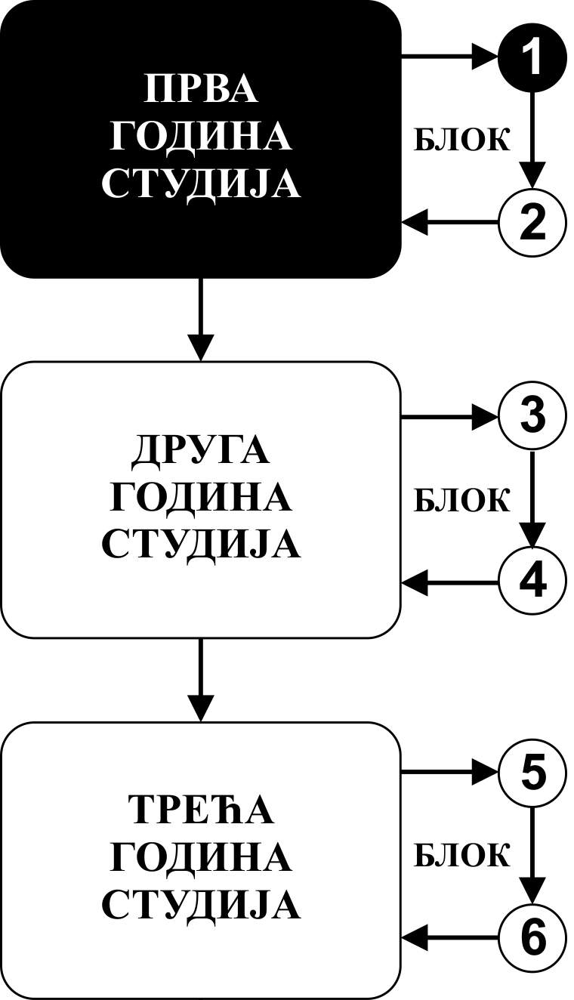 ПРВА
ГОДИНА
СТУДИЈА
1
БЛОК
2
ДРУГА
ГОДИНА
СТУДИЈА
3
БЛОК
4
ТРЕЋА
ГОДИНА
СТУДИЈА
5
БЛОК
6